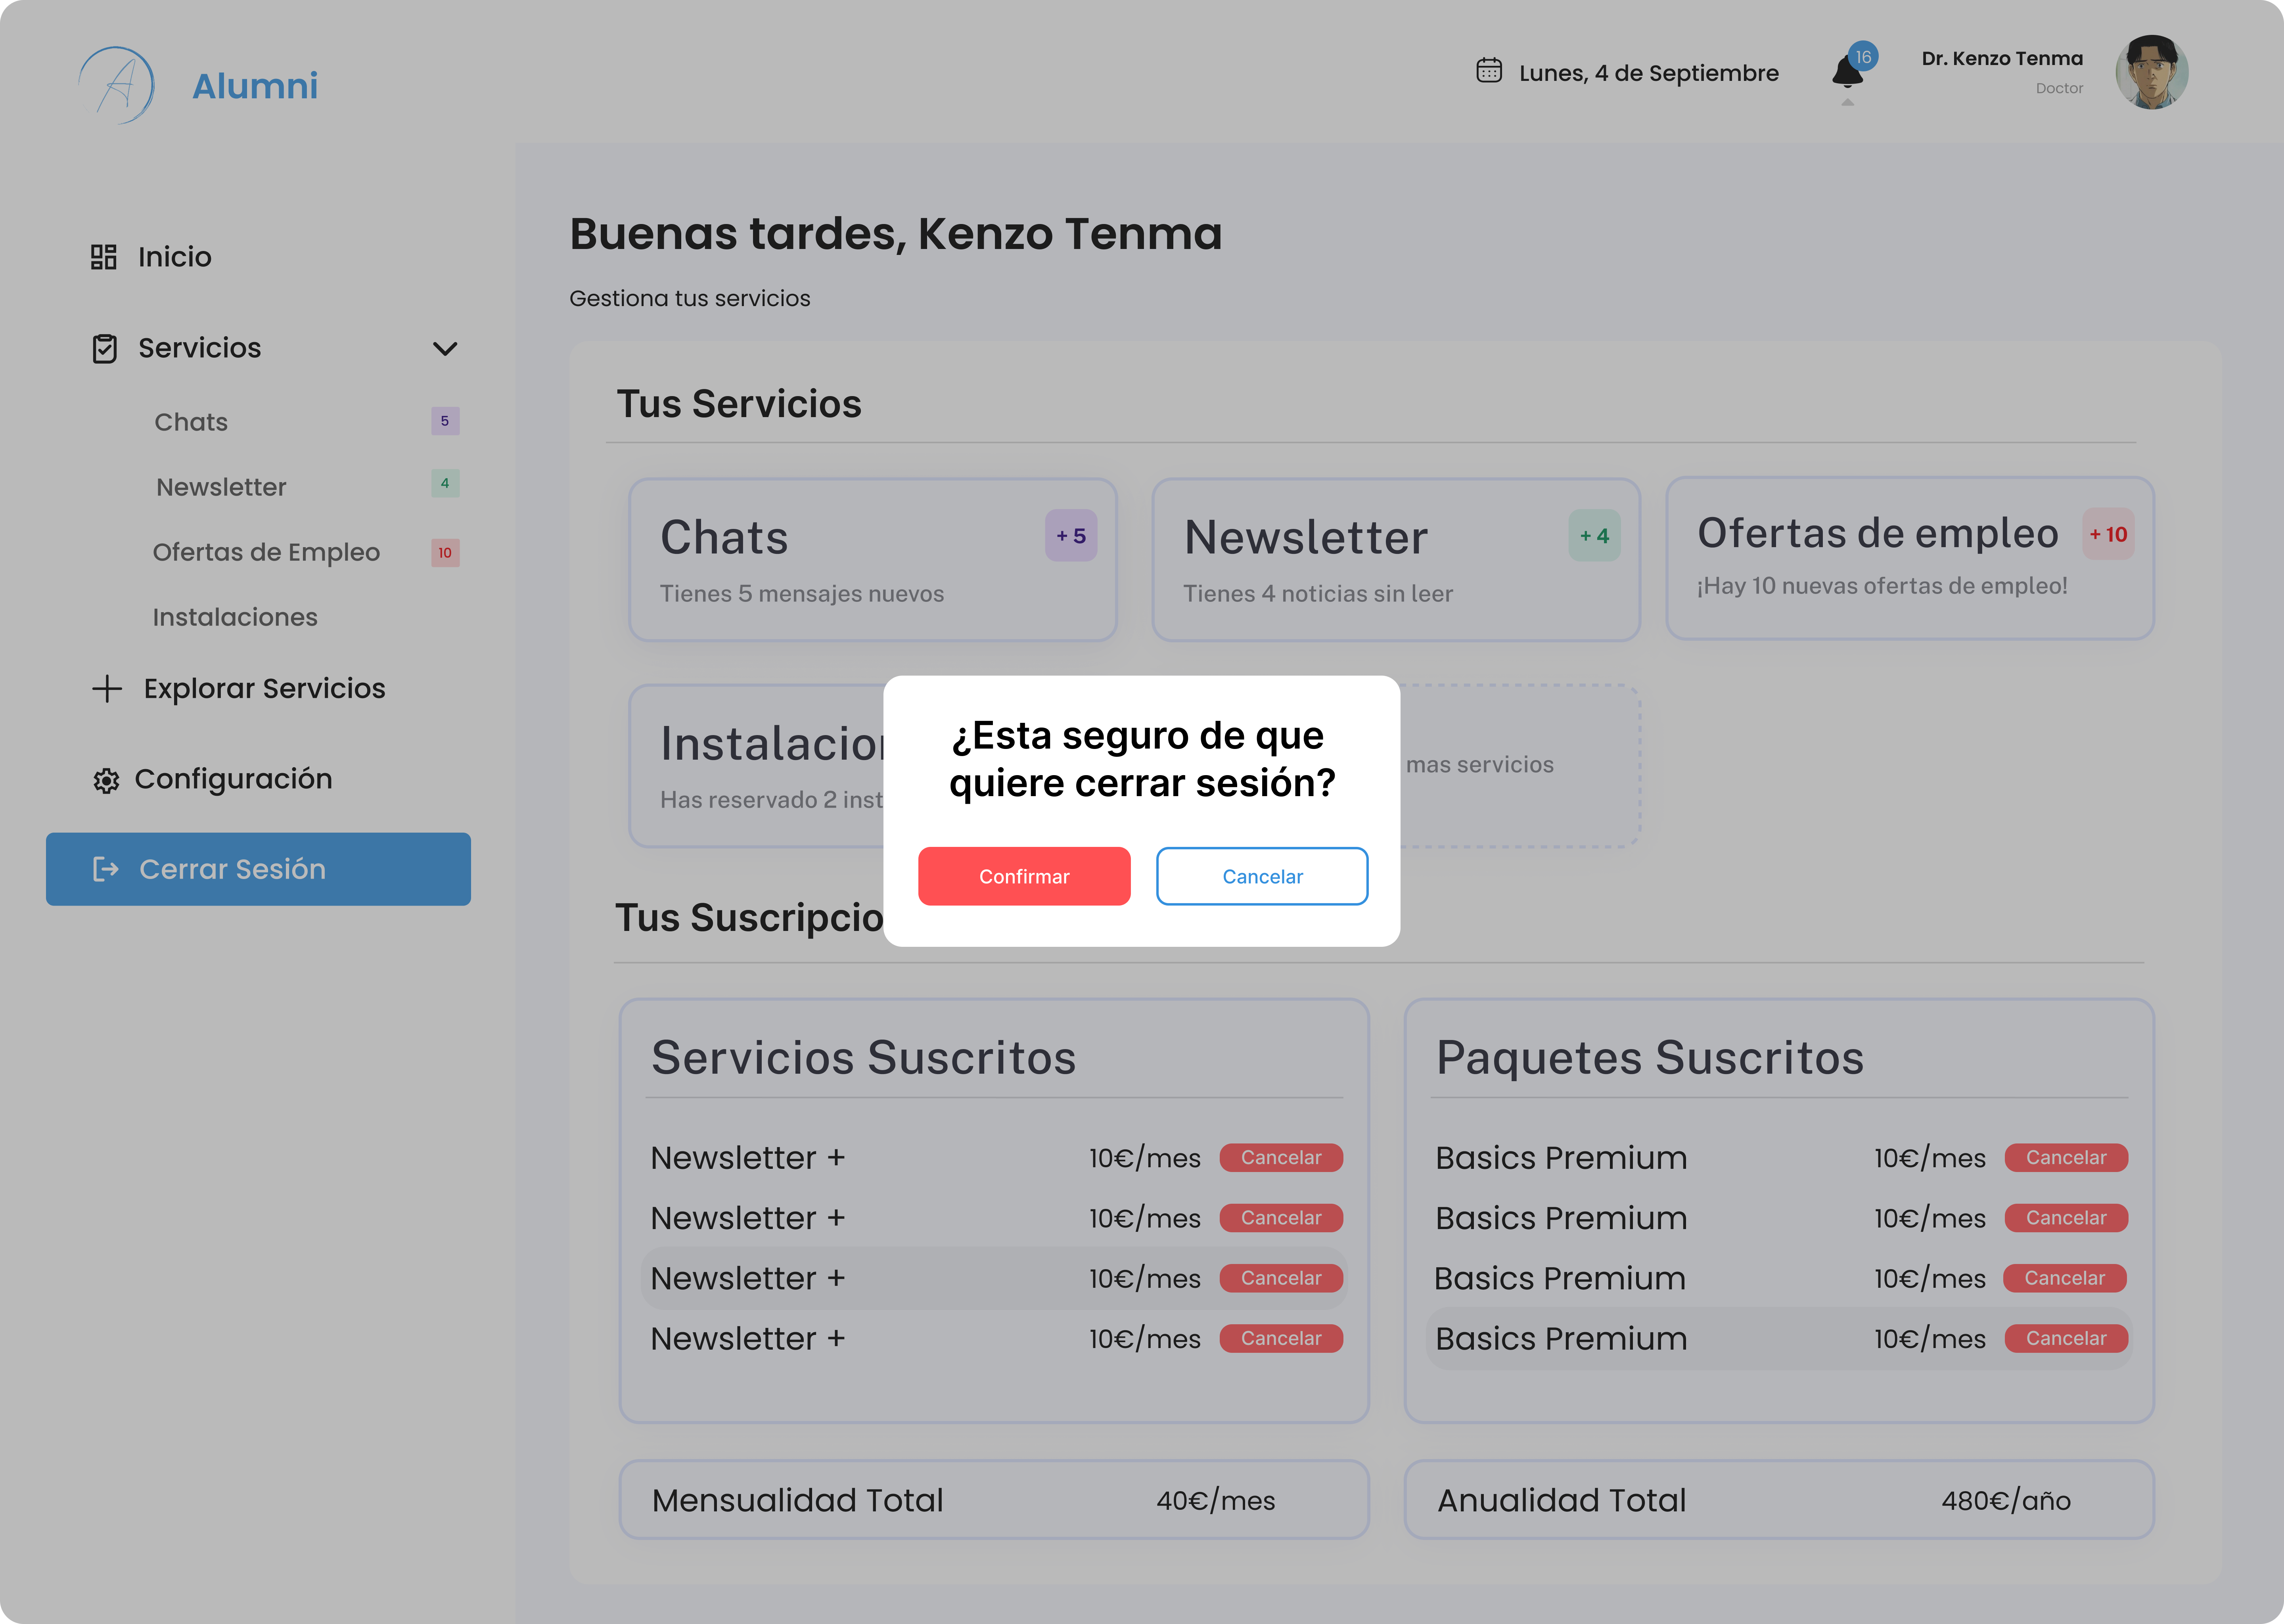 Alumni
Lunes, 4 de Septiembre
16
Dr. Kenzo Tenma
Doctor
Inicio
Servicios
Chats 5
Newsletter 4
Ofertas de Empleo 10
Instalaciones
Explorar Servicios
Configuración
Cerrar Sesión
Buenas tardes, Kenzo Tenma
Gestiona tus servicios
Tus Servicios
Chats + 5
Tienes 5 mensajes nuevos
Newsletter + 4
Tienes 4 noticias sin leer
Ofertas de empleo + 10
¡Hay 10 nuevas ofertas de empleo!
Instalacion
Has reservado 2 inst
mas servicios
¿Esta seguro de que
quiere cerrar sesión?
Confirmar Cancelar
Tus Suscripcio
Servicios Suscritos
Newsletter + 10€/mes Cancelar
Newsletter + 10€/mes Cancelar
Newsletter + 10€/mes Cancelar
Newsletter + 10€/mes Cancelar
Paquetes Suscritos
Basics Premium 10€/mes Cancelar
Basics Premium 10€/mes Cancelar
Basics Premium 10€/mes Cancelar
Basics Premium 10€/mes Cancelar
Mensualidad Total 40€/mes
Anualidad Total 480€/año